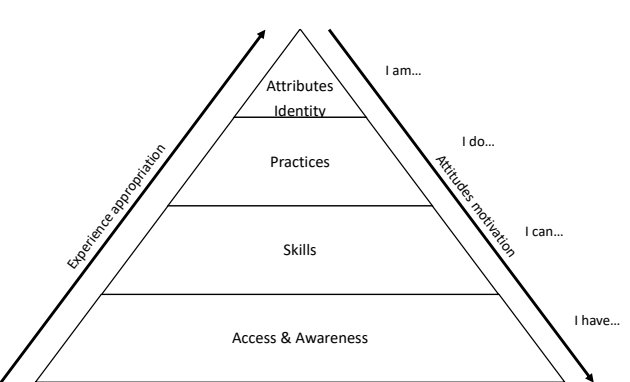 I am…
Attributes
Identity
I do…
Practices
Experience appropriation
Attitudes motivation
I can…
Skills
I have…
Access & Awareness